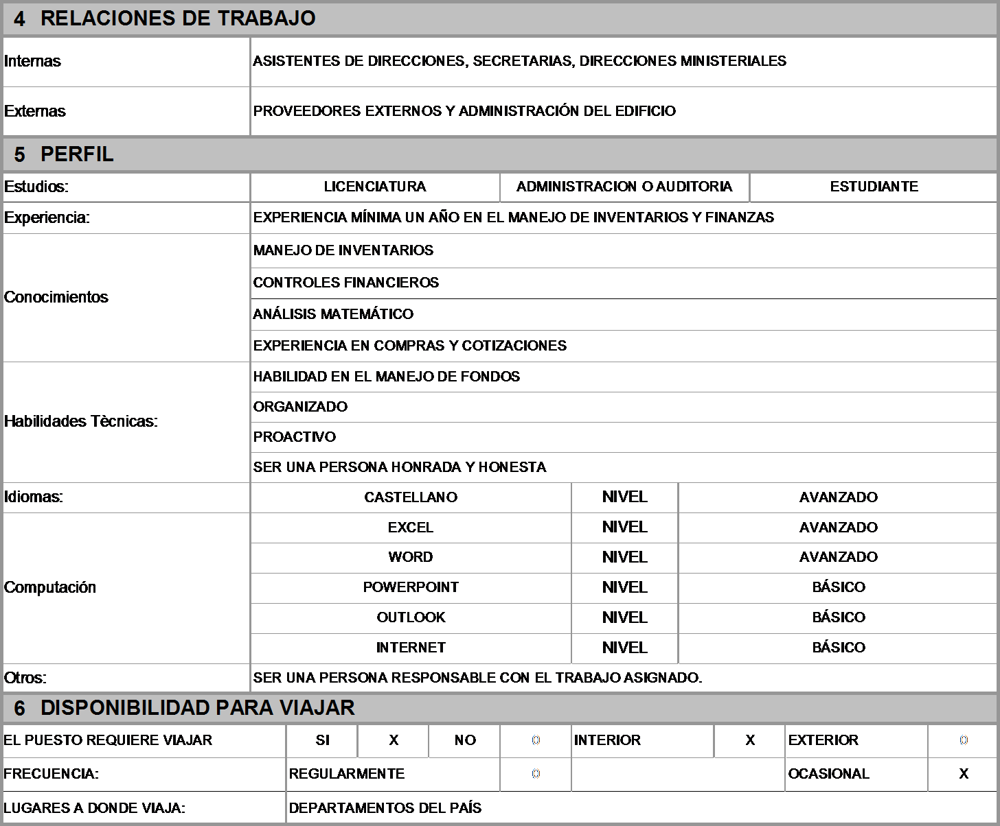 4 RELACIONES DE TRABAJO
Internas ASISTENTES DE DIRECCIONES, SECRETARIAS, DIRECCIONES MINISTERIALES
Externas PROVEEDORES EXTERNOS Y ADMINISTRACIÓN DEL EDIFICIO
5 PERFIL
Estudios: LICENCIATURA ADMINISTRACION O AUDITORIA ESTUDIANTE
Experiencia: EXPERIENCIA MÍNIMA UN AÑO EN EL MANEJO DE INVENTARIOS Y FINANZAS
Conocimientos
MANEJO DE INVENTARIOS
CONTROLES FINANCIEROS
ANÁLISIS MATEMÁTICO
EXPERIENCIA EN COMPRAS Y COTIZACIONES
Habilidades Tècnicas:
HABILIDAD EN EL MANEJO DE FONDOS
ORGANIZADO
PROACTIVO
SER UNA PERSONA HONRADA Y HONESTA
Idiomas: CASTELLANO NIVEL AVANZADO
Computación
EXCEL NIVEL AVANZADO
WORD NIVEL AVANZADO
POWERPOINT NIVEL BÁSICO
OUTLOOK NIVEL BÁSICO
INTERNET NIVEL BÁSICO
Otros: SER UNA PERSONA RESPONSABLE CON EL TRABAJO ASIGNADO.
6 DISPONIBILIDAD PARA VIAJAR
EL PUESTO REQUIERE VIAJAR SI X NO 0 INTERIOR X EXTERIOR 0
FRECUENCIA: REGULARMENTE 0 OCASIONAL X
LUGARES A DONDE VIAJA: DEPARTAMENTOS DEL PAÍS